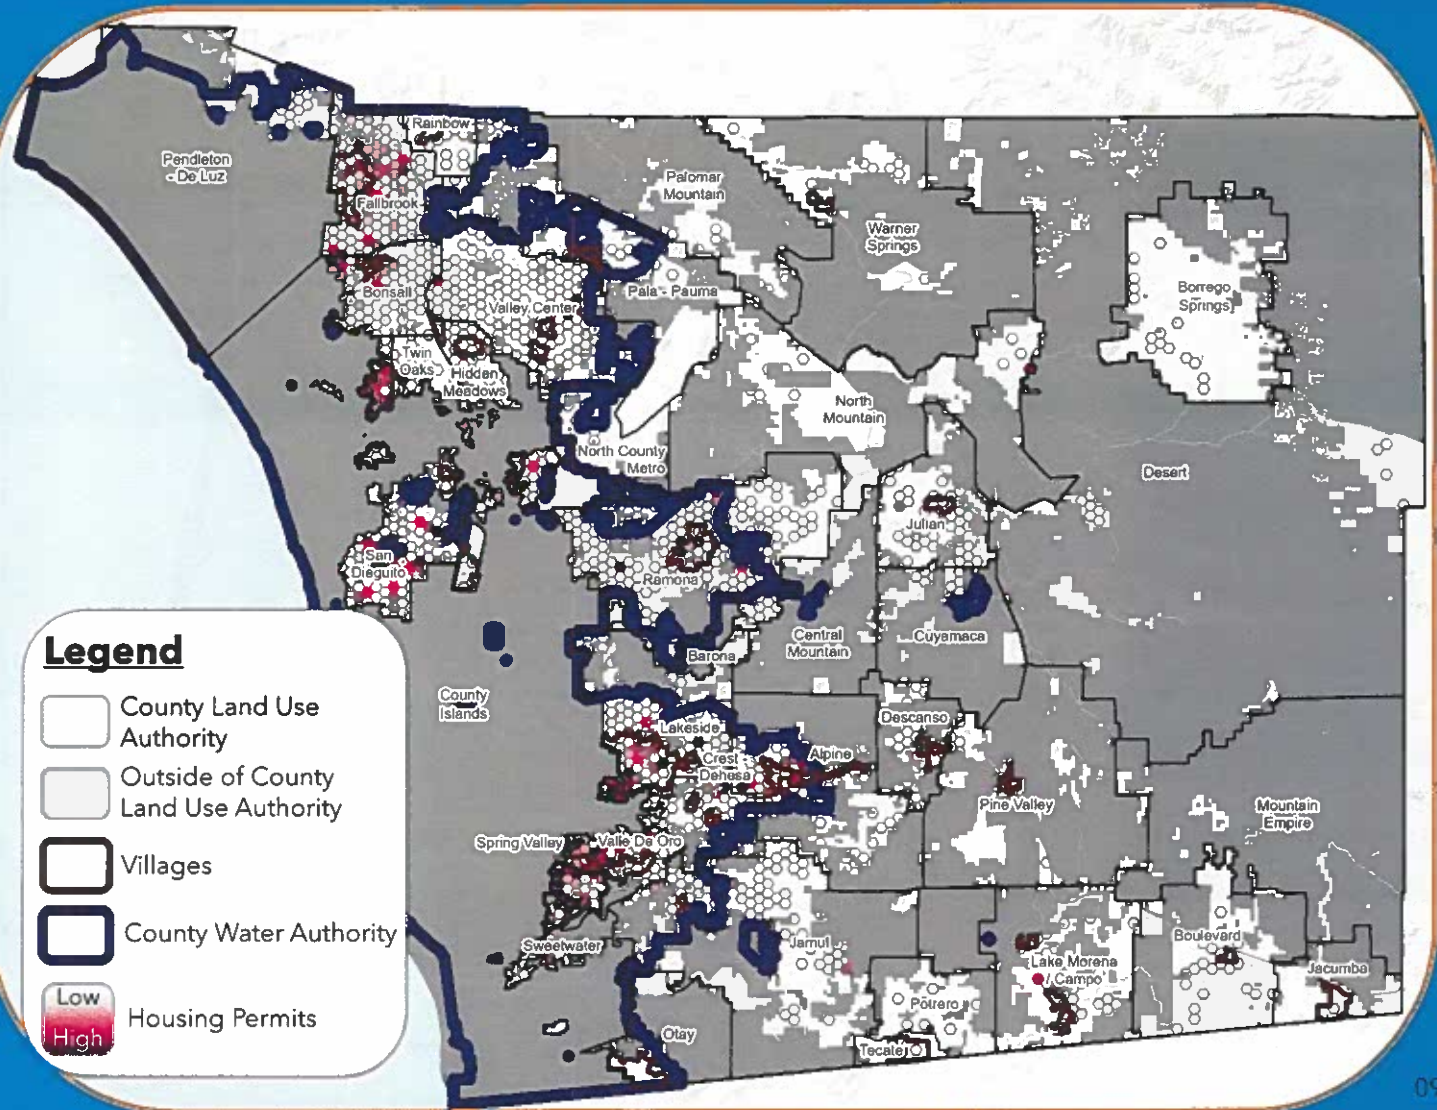 Rainbow
Pendleton
- De Luz
Palomar
Mountain
Fallbrook
Warner
Springs
Bonsall
Pala - Pauma
Borrego
Springs
Valley Center
Twin
Oaks
Hidden
Meadows
North
Mountain
North County
Metro
Desert
Julian
San
Dieguito
Ramona
Central
Mountain
Cuyamaca
Barona
County
Islands
Descanso
Lakeside
Crest -
Dehesa
Alpine
Pine Valley
Mountain
Empire
Spring Valley
Valle De Oro
Sweetwater
Jamul
Boulevard
Lake Morena
/ Campo
Jacumba
Potrero
Otay
Tecate
Legend
County Land Use
Authority
Outside of County
Land Use Authority
Villages
County Water Authority
Low
High
Housing Permits